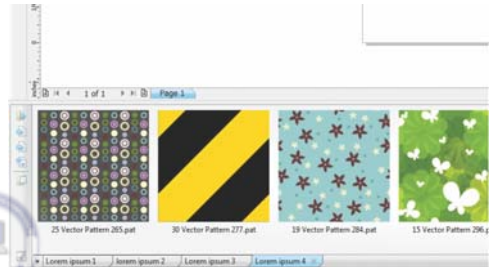 inches
1 of 1
Page 1
25 Vector Pattern 265.pat
30 Vector Pattern 277.pat
19 Vector Pattern 284.pat
15 Vector Pattern 296.p
Lorem ipsum 1
lorem ipsum 2
Lorem ipsum 3
Lorem ipsum 4